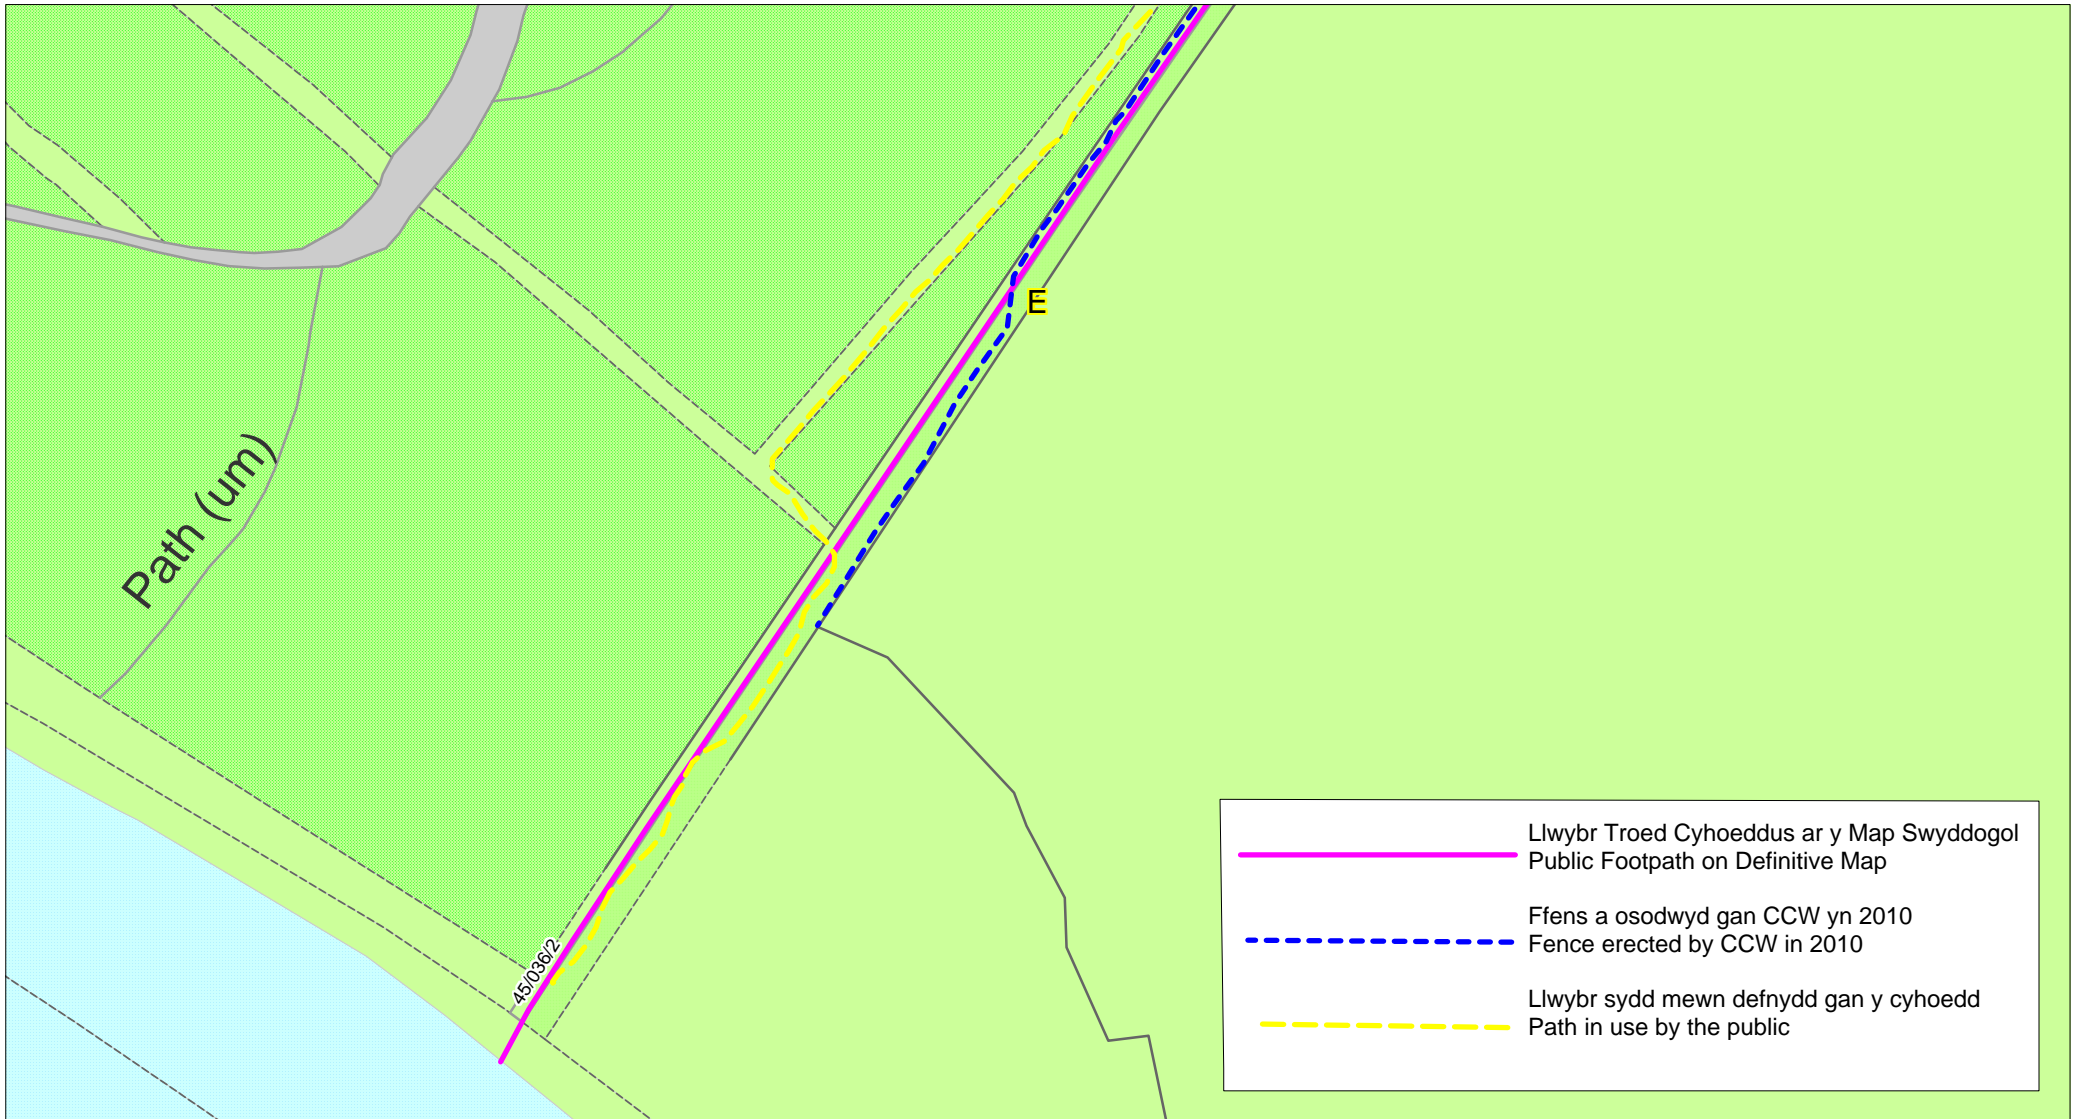 E
Path (um)
45/036/2
Llwybr Troed Cyhoeddus ar y Map Swyddogol
Public Footpath on Definitive Map
Ffens a osodwyd gan CCW yn 2010
Fence erected by CCW in 2010
Llwybr sydd mewn defnydd gan y cyhoedd
Path in use by the public